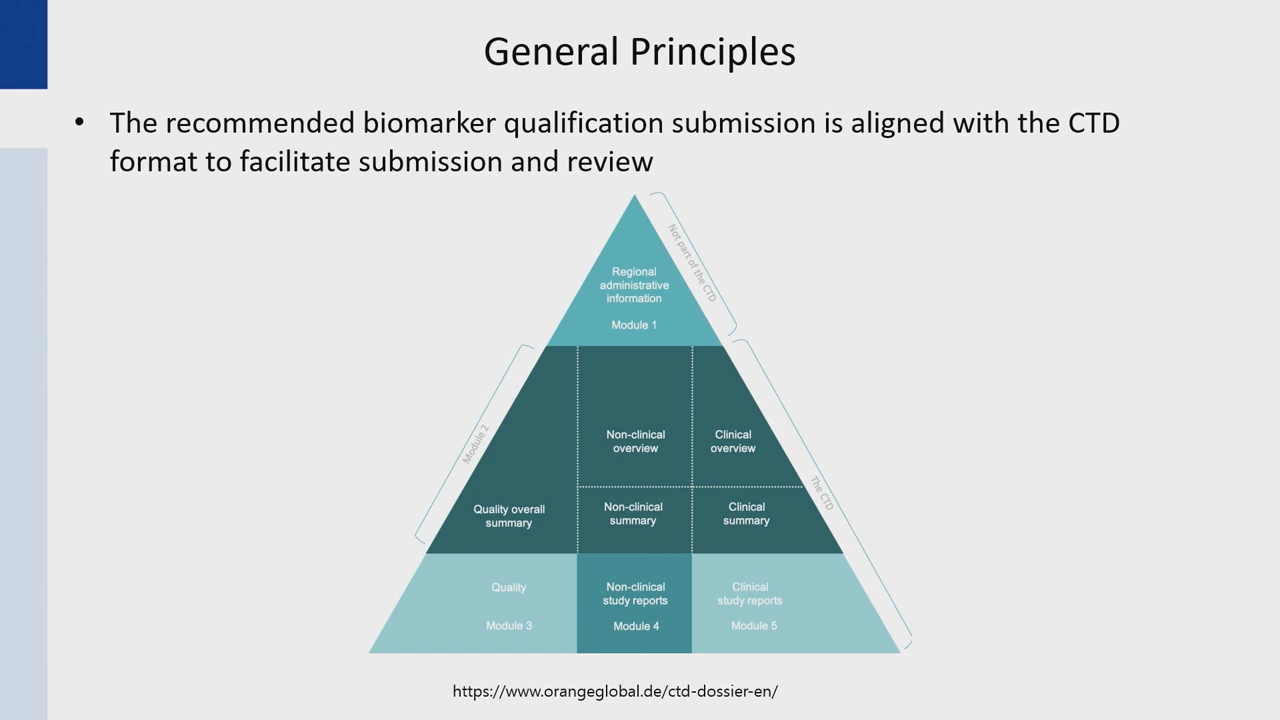 General Principles
• The recommended biomarker qualification submission is aligned with the CTD
format to facilitate submission and review
Not part of the CTD
Regional
administrative
information
Module 1
Module 2
The CTD
Non-clinical
overview
Clinical
overview
Quality overall
summary
Non-clinical
summary
Clinical
summary
Quality
Module 3
Non-clinical
study reports
Module 4
Clinical
study reports
Module 5
https://www.orangeglobal.de/ctd-dossier-en/